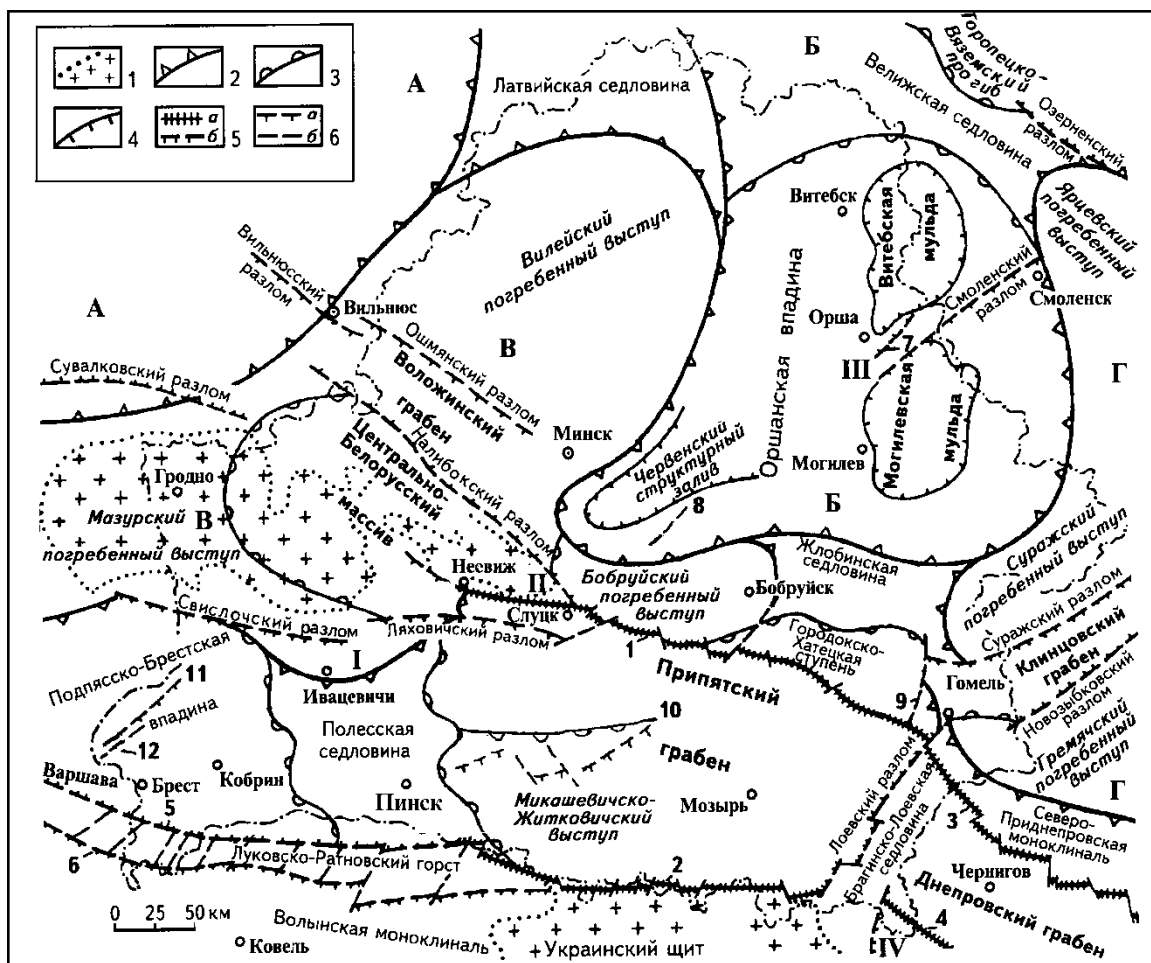 1
2
3
4
а
б
5
а
б
6
А
Б
Латвийская седловина
Торопецко-
Вяземский
прогиб
Велижская седловина
Озерненский
разлом
Ярцевский
погребенный
выступ
Витебск
Витебская
мульда
Вилейский
погребенный выступ
Вильнюсский
разлом
Вильнюс
А
В
Ошмянский разлом
Воложинский
грабен
Оршанская впадина
Орша
7
III
Смоленский
разлом
Смоленск
Г
Сувалковский разлом
Центрально-
Белорусский
массив
Налибокский разлом
Минск
Могилевская
мульда
Могилев
Червенский
структурный
залив
8
Б
Гродно
Мазурский
В
погребенный выступ
Несвиж
II
Слуцк
Бобруйский
погребенный
выступ
Бобруйск
Жлобинская
седловина
Суражский
погребенный выступ
Суражский разлом
Клинцовский
грабен
Новозыбковский
разлом
Гремячский
погребенный выступ
Г
Свислочский разлом
Ляховичский разлом
I
Ивацевичи
1
Городокско-
Хатецкая
ступень
Припятский
грабен
9
Гомель
Подлясско-Брестская
впадина
11
12
Полесская
седловина
10
Варшава
Брест
5
Кобрин
Пинск
6
Микашевичско-
Житковичский
выступ
Мозырь
Лоевский разлом
Брагинско-Лоевская
седловина
3
Северо-
Приднепровская
моноклиналь
Чернигов
Днепровский грабен
4
IV
Луковско-Ратновский горст
2
0 25 50 км
Волынская моноклиналь
Ковель
Украинский щит